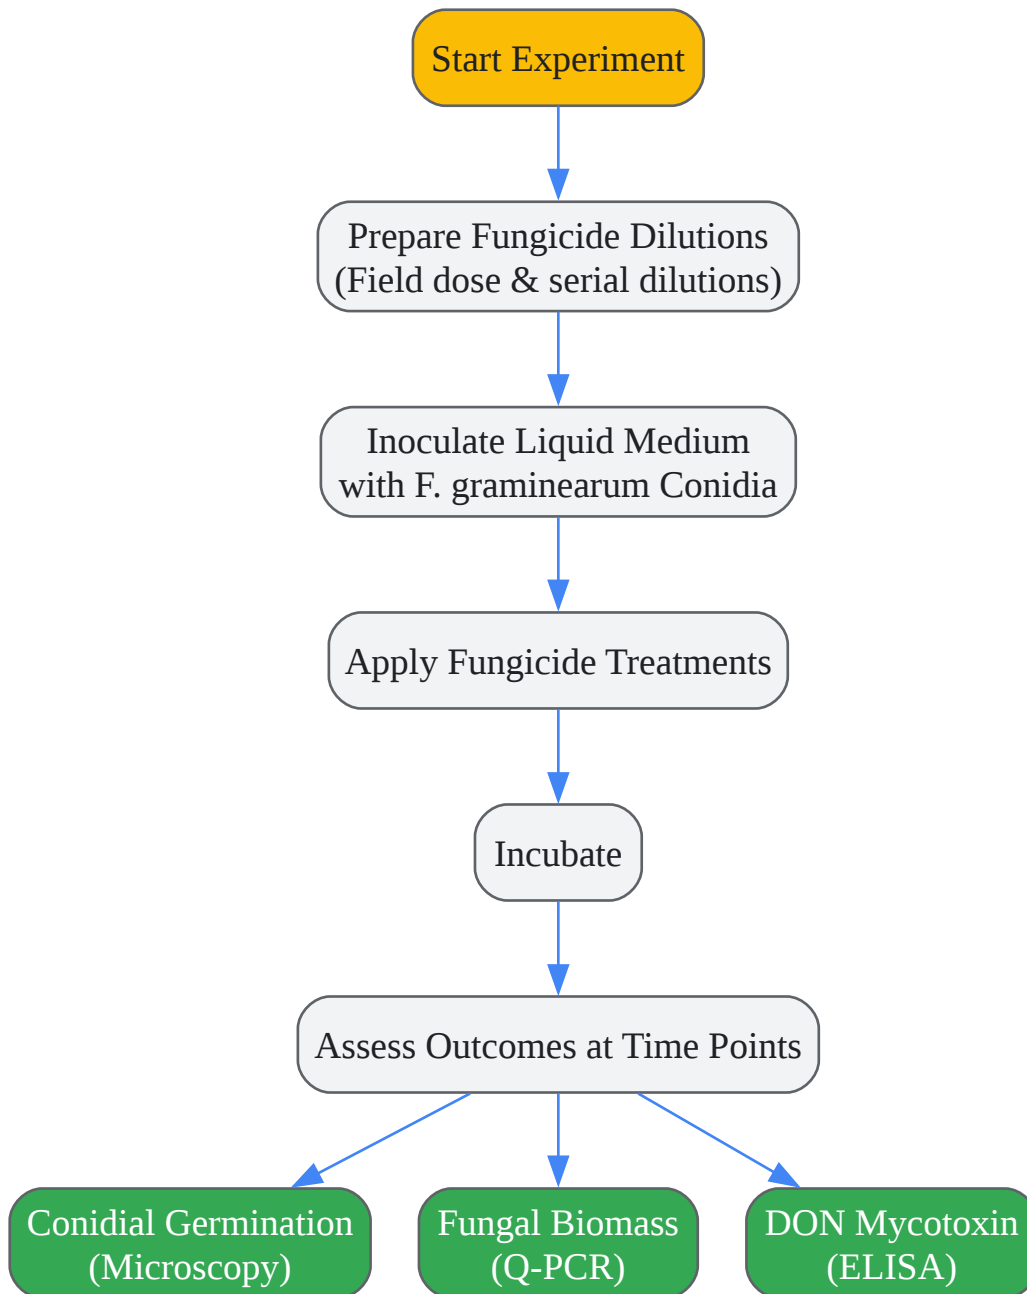 Start Experiment
Prepare Fungicide Dilutions
(Field dose & serial dilutions)
Inoculate Liquid Medium
with F. graminearum Conidia
Apply Fungicide Treatments
Incubate
Assess Outcomes at Time Points
Conidial Germination
(Microscopy)
Fungal Biomass
(Q-PCR)
DON Mycotoxin
(ELISA)